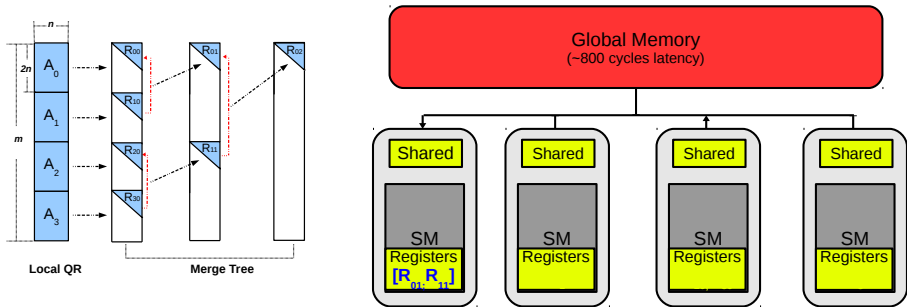 n
m
2n
A0
A1
A2
A3
R00
R10
R20
R30
R01
R11
R02
Local QR
Merge Tree
Global Memory
(~800 cycles latency)
Shared
SM
Registers
[R01; R11]
Shared
SM
Registers
Shared
SM
Registers
Shared
SM
Registers